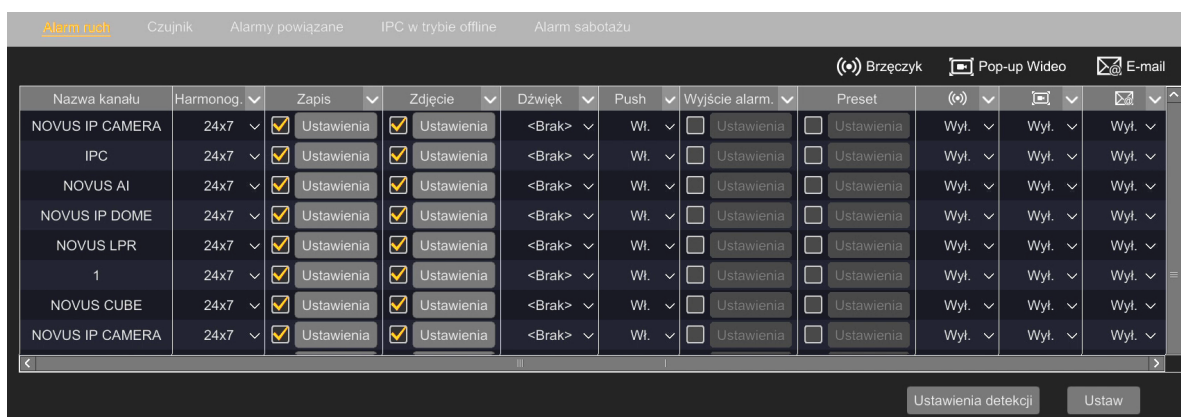 Alarm ruch Czujnik Alarmy powiązane IPC w trybie offline Alarm sabotażu
Brzęczyk Pop-up Wideo E-mail
Nazwa kanału Harmonog. Zapis Zdjęcie Dźwięk Push Wyjście alarm. Preset
NOVUS IP CAMERA 24x7 Ustawienia Ustawienia <Brak> Wł. Ustawienia Ustawienia Wył. Wył. Wył.
IPC 24x7 Ustawienia Ustawienia <Brak> Wł. Ustawienia Ustawienia Wył. Wył. Wył.
NOVUS AI 24x7 Ustawienia Ustawienia <Brak> Wł. Ustawienia Ustawienia Wył. Wył. Wył.
NOVUS IP DOME 24x7 Ustawienia Ustawienia <Brak> Wł. Ustawienia Ustawienia Wył. Wył. Wył.
NOVUS LPR 24x7 Ustawienia Ustawienia <Brak> Wł. Ustawienia Ustawienia Wył. Wył. Wył.
1 24x7 Ustawienia Ustawienia <Brak> Wł. Ustawienia Ustawienia Wył. Wył. Wył.
NOVUS CUBE 24x7 Ustawienia Ustawienia <Brak> Wł. Ustawienia Ustawienia Wył. Wył. Wył.
NOVUS IP CAMERA 24x7 Ustawienia Ustawienia <Brak> Wł. Ustawienia Ustawienia Wył. Wył. Wył.
Ustawienia detekcji Ustaw